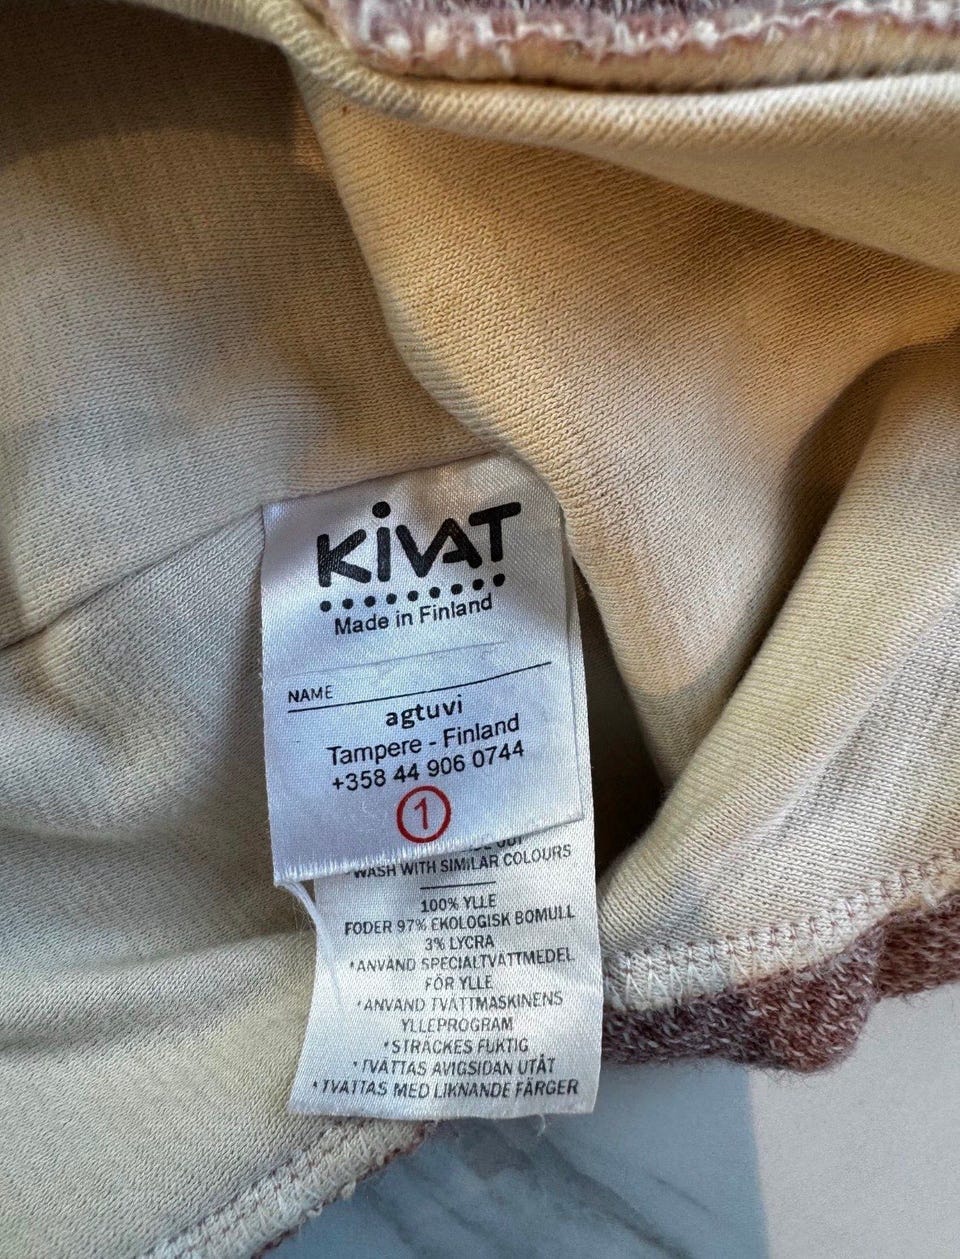 KiVAT
Made in Finland
NAME
agtuvi
Tampere - Finland
+358 44 906 0744
1
OUT
*WASH WITH SIMILAR COLOURS
100% YLLE
FODER 97% EKOLOGISK BOMULL
3% LYCRA
*ANVÄND SPECIALTVÄTTMEDEL
FÖR YLLE
*ANVÄND TVÄTTMASKINENS
YLLEPROGRAM
*STRÄCKES FUKTIG
*TVÄTTAS AVIGSIDAN UTÅT
*TVÄTTAS MED LIKNANDE FÄRGER